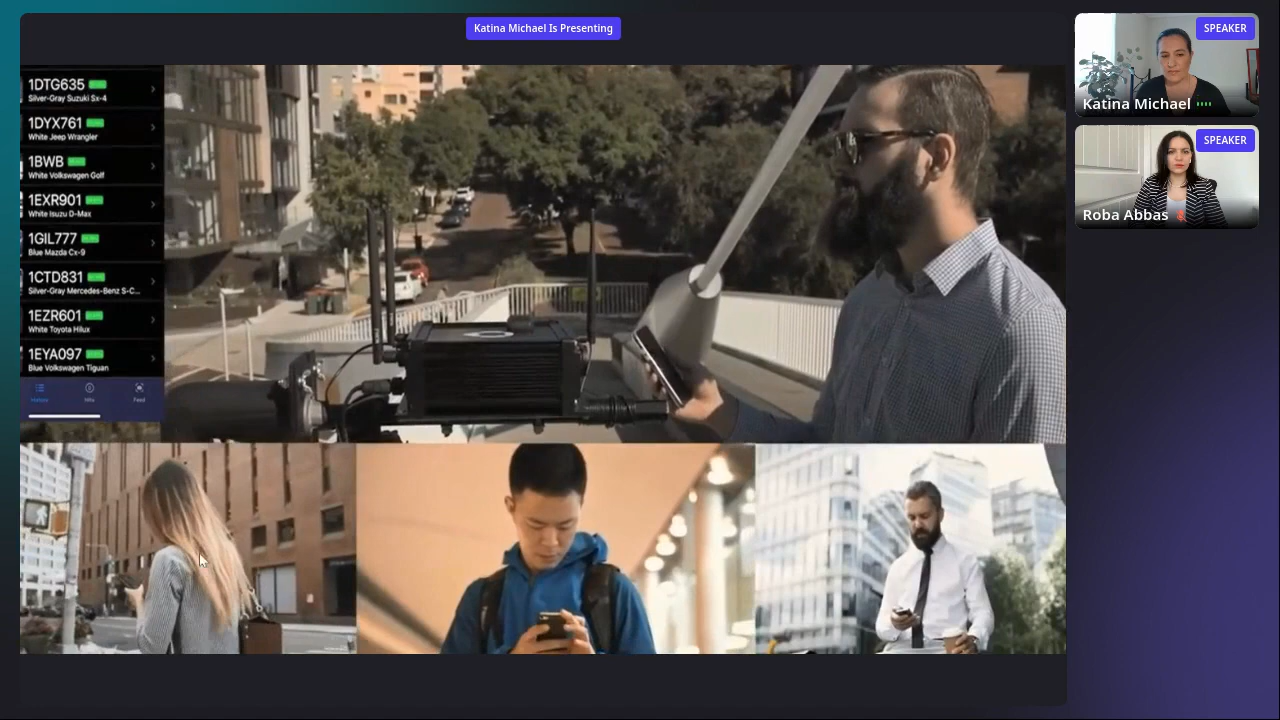 Katina Michael Is Presenting
SPEAKER
Katina Michael
SPEAKER
Roba Abbas
1DTG635
Silver-Gray Suzuki Sx-4
1DYX761
White Jeep Wrangler
1BWB
White Volkswagen Golf
1EXR901
White Isuzu D-Max
1GIL777
Blue Mazda Cx-9
1CTD831
Silver-Gray Mercedes-Benz S-C...
1EZR601
White Toyota Hilux
1EYA097
Blue Volkswagen Tiguan
Feed